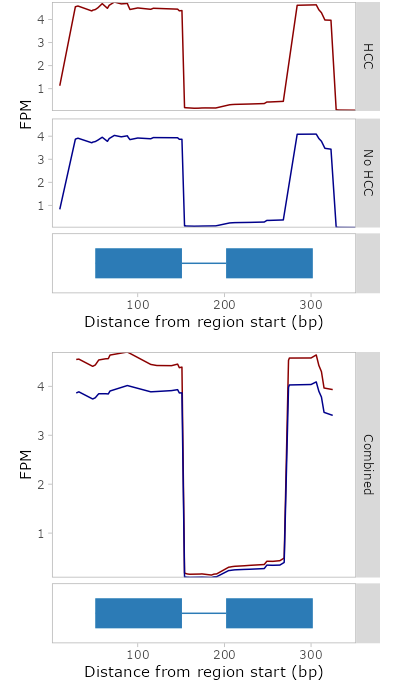 4
3
2
1
HCC
FPM
4
3
2
1
No HCC
100
200
300
Distance from region start (bp)
4
3
2
1
FPM
Combined
100
200
300
Distance from region start (bp)